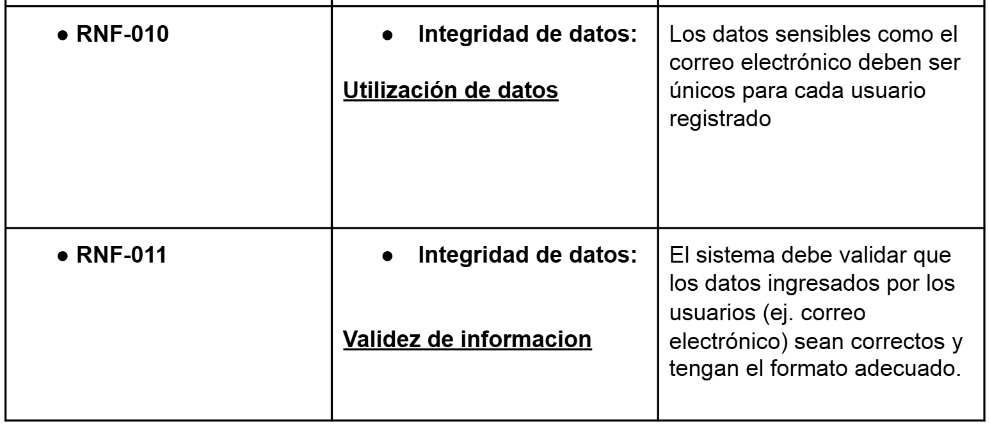 ● RNF-010
● Integridad de datos:
Utilización de datos
Los datos sensibles como el
correo electrónico deben ser
únicos para cada usuario
registrado
● RNF-011
● Integridad de datos:
Validez de informacion
El sistema debe validar que
los datos ingresados por los
usuarios (ej. correo
electrónico) sean correctos y
tengan el formato adecuado.